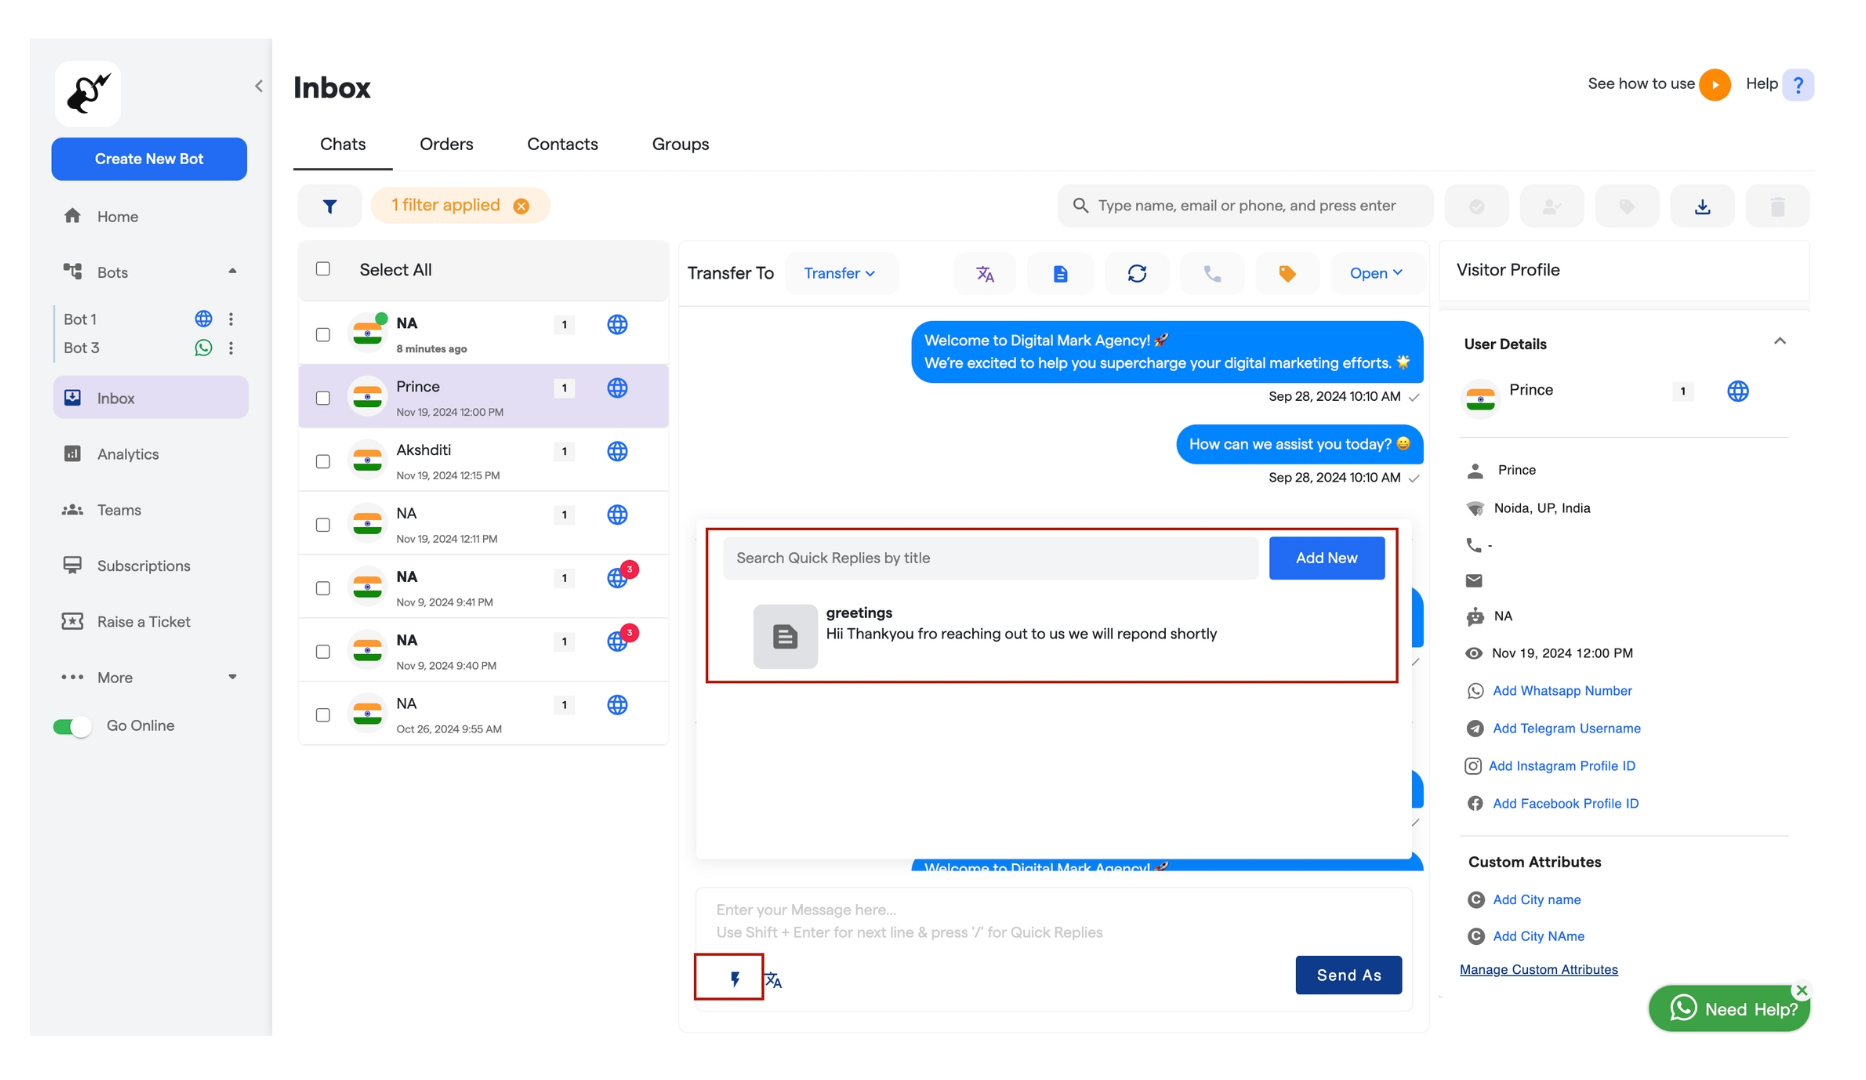 Inbox
See how to use
Help ?
Create New Bot
Chats
Orders
Contacts
Groups
1 filter applied
Type name, email or phone, and press enter
Home
Bots
Bot 1
Bot 3
Inbox
Analytics
Teams
Subscriptions
Raise a Ticket
More
Go Online
Select All
NA 1
8 minutes ago
Prince 1
Nov 19, 2024 12:00 PM
Akshditi 1
Nov 19, 2024 12:15 PM
NA 1
Nov 19, 2024 12:11 PM
NA 1 3
Nov 9, 2024 9:41 PM
NA 1 3
Nov 9, 2024 9:40 PM
NA 1
Oct 26, 2024 9:55 AM
Transfer To
Transfer
Open
Welcome to Digital Mark Agency! 🚀
We're excited to help you supercharge your digital marketing efforts. 🌟
Sep 28, 2024 10:10 AM
How can we assist you today? 😀
Sep 28, 2024 10:10 AM
Search Quick Replies by title
Add New
greetings
Hii Thankyou fro reaching out to us we will repond shortly
Welcome to Digital Mark Agency! 🚀
Enter your Message here...
Use Shift + Enter for next line & press '/' for Quick Replies
Send As
Visitor Profile
User Details
Prince 1
Prince
Noida, UP, India
-
NA
Nov 19, 2024 12:00 PM
Add Whatsapp Number
Add Telegram Username
Add Instagram Profile ID
Add Facebook Profile ID
Custom Attributes
C Add City name
C Add City NAme
Manage Custom Attributes
Need Help?